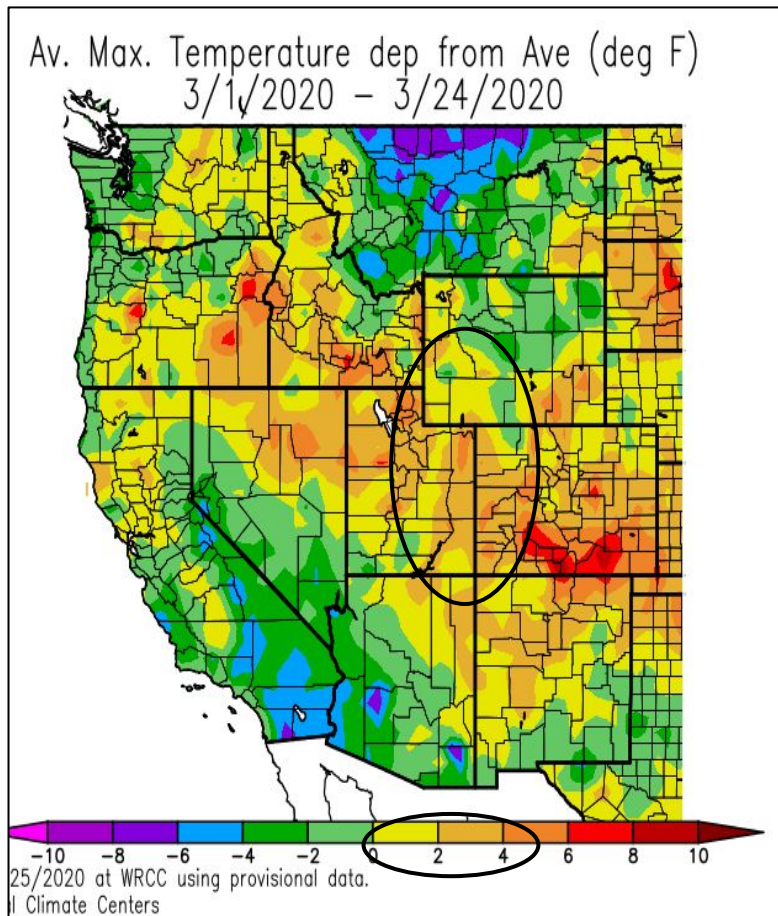 Av. Max. Temperature dep from Ave (deg F)
3/1/2020 – 3/24/2020
-10 -8 -6 -4 -2 0 2 4 6 8 10
25/2020 at WRCC using provisional data.
l Climate Centers